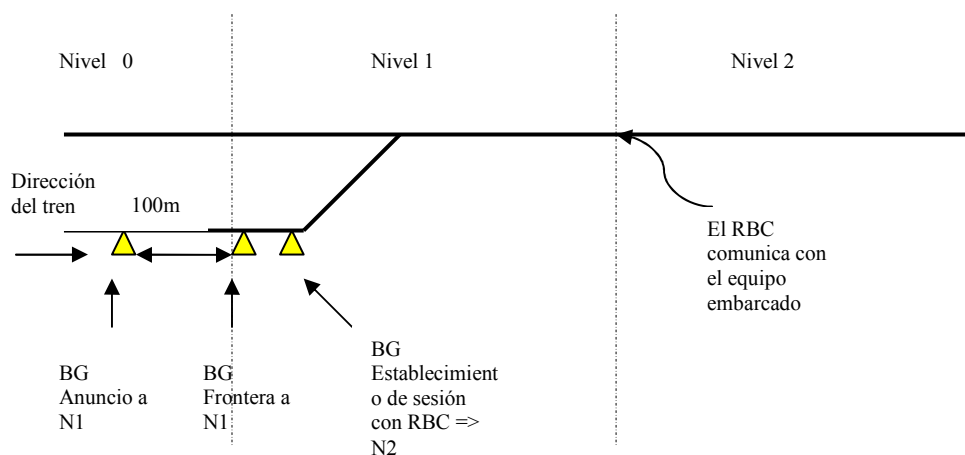 Nivel 0
Nivel 1
Nivel 2
Dirección
del tren
100m
El RBC
comunica con
el equipo
embarcado
BG
Anuncio a
N1
BG
Frontera a
N1
BG
Establecimient
o de sesión
con RBC =>
N2